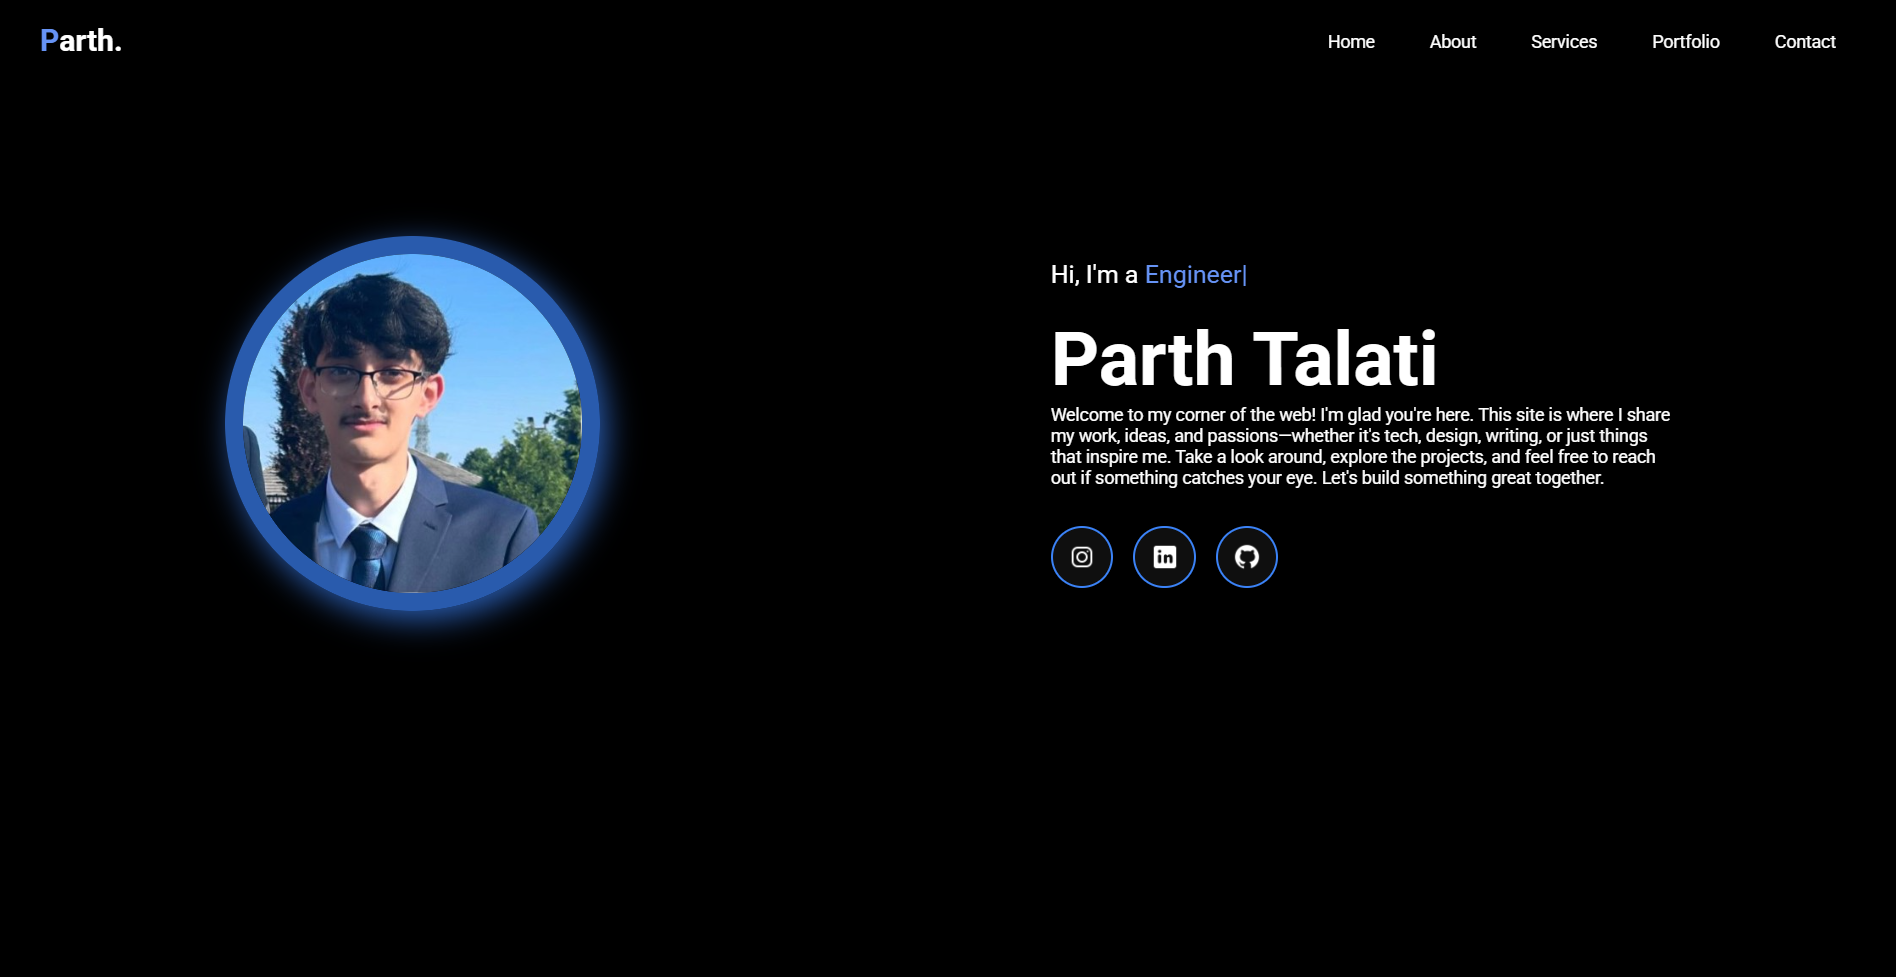 Parth.
Home About Services Portfolio Contact
Hi, I'm a Engineer|
Parth Talati
Welcome to my corner of the web! I'm glad you're here. This site is where I share
my work, ideas, and passions—whether it's tech, design, writing, or just things
that inspire me. Take a look around, explore the projects, and feel free to reach
out if something catches your eye. Let's build something great together.
in